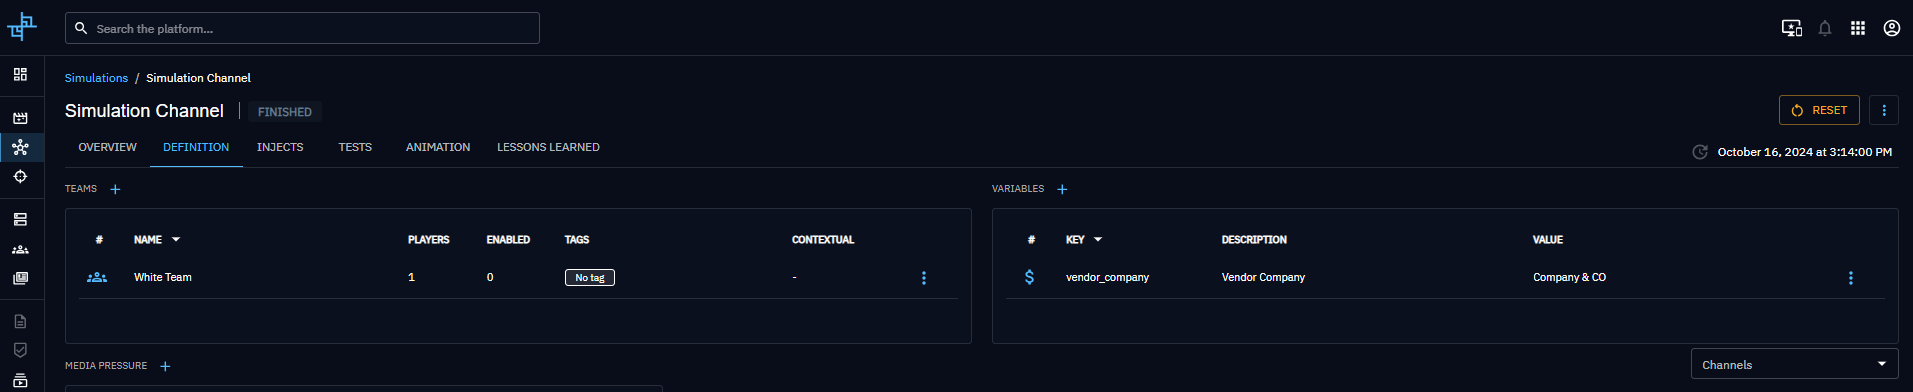 Search the platform...
Simulations / Simulation Channel
Simulation Channel FINISHED
RESET
OVERVIEW DEFINITION INJECTS TESTS ANIMATION LESSONS LEARNED
October 16, 2024 at 3:14:00 PM
TEAMS
# NAME PLAYERS ENABLED TAGS CONTEXTUAL
White Team 1 0 No tag -
VARIABLES
# KEY DESCRIPTION VALUE
$ vendor_company Vendor Company Company & CO
MEDIA PRESSURE
Channels